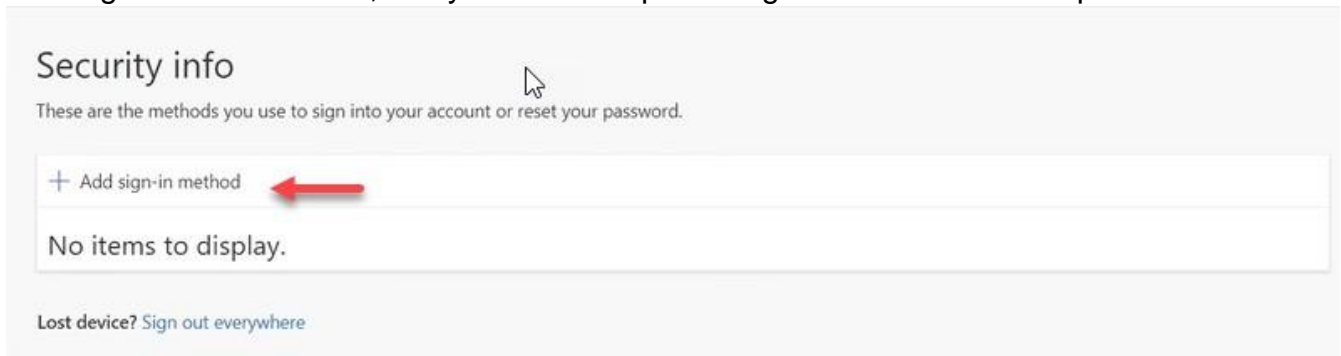 Security info
These are the methods you use to sign into your account or reset your password.
+ Add sign-in method
No items to display.
Lost device? Sign out everywhere